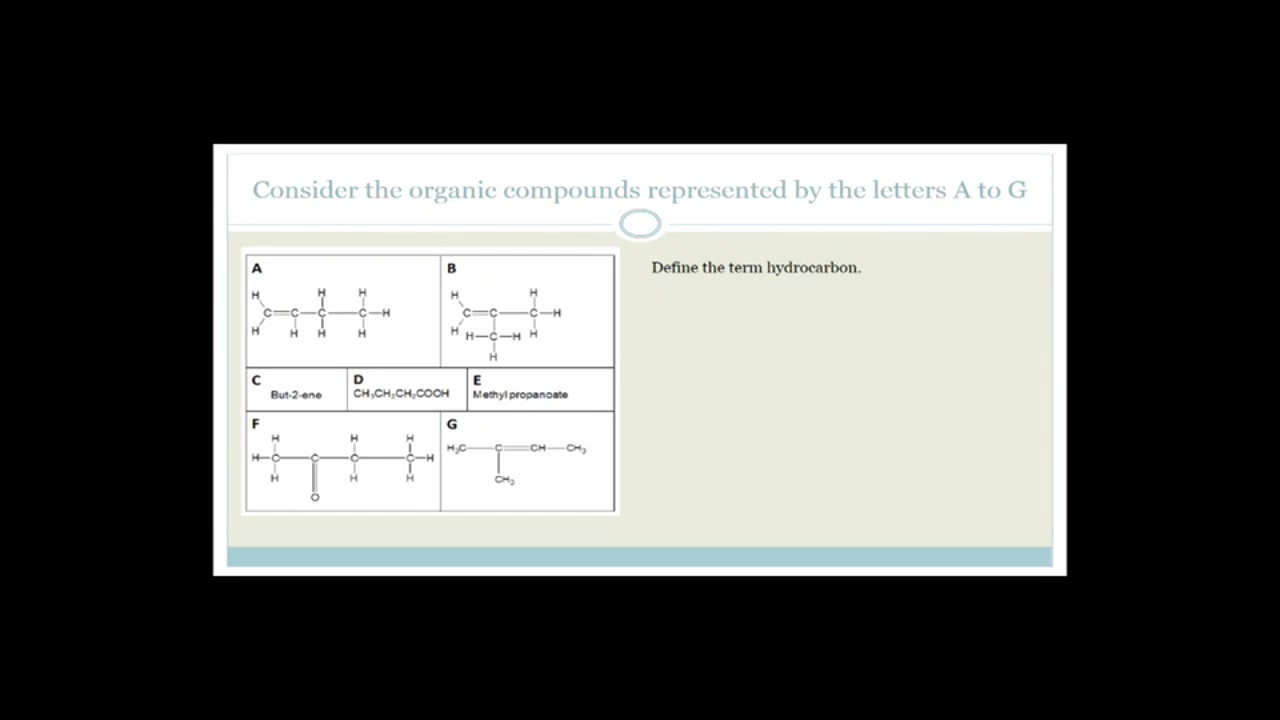 Consider the organic compounds represented by the letters A to G
Define the term hydrocarbon.
A
H H H
C=C—C—C—H
H H H H
B
H H
C=C—C—H
H H—C—H H
H
C
But-2-ene
D
CH₃CH₂CH₂COOH
E
Methyl propanoate
F
H H H
H—C—C—C—C—H
H H H
O
G
H₃C—C=CH—CH₃
CH₃